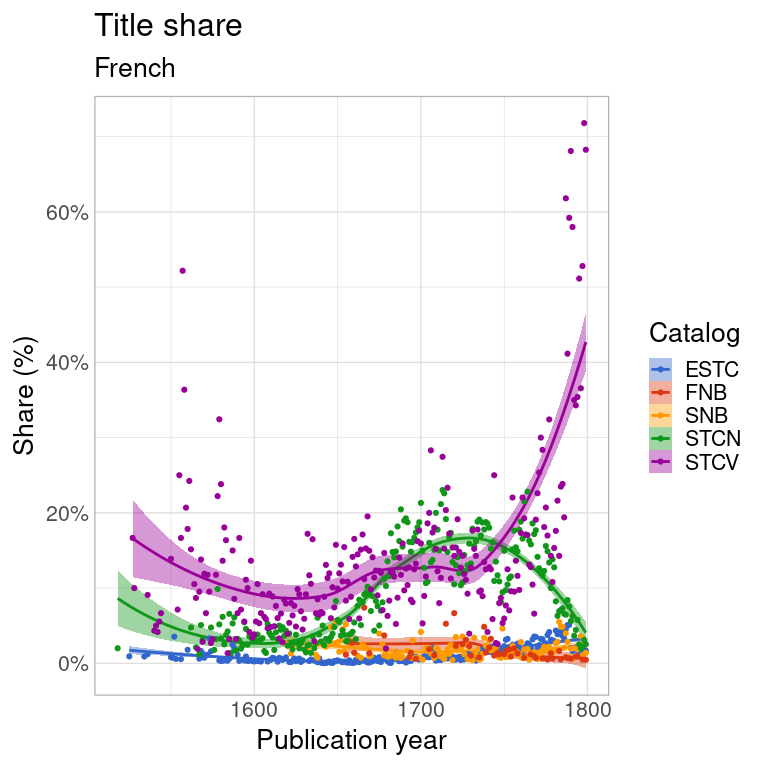 Title share
French
60%
40%
20%
0%
Share (%)
1600 1700 1800
Publication year
Catalog
ESTC
FNB
SNB
STCN
STCV